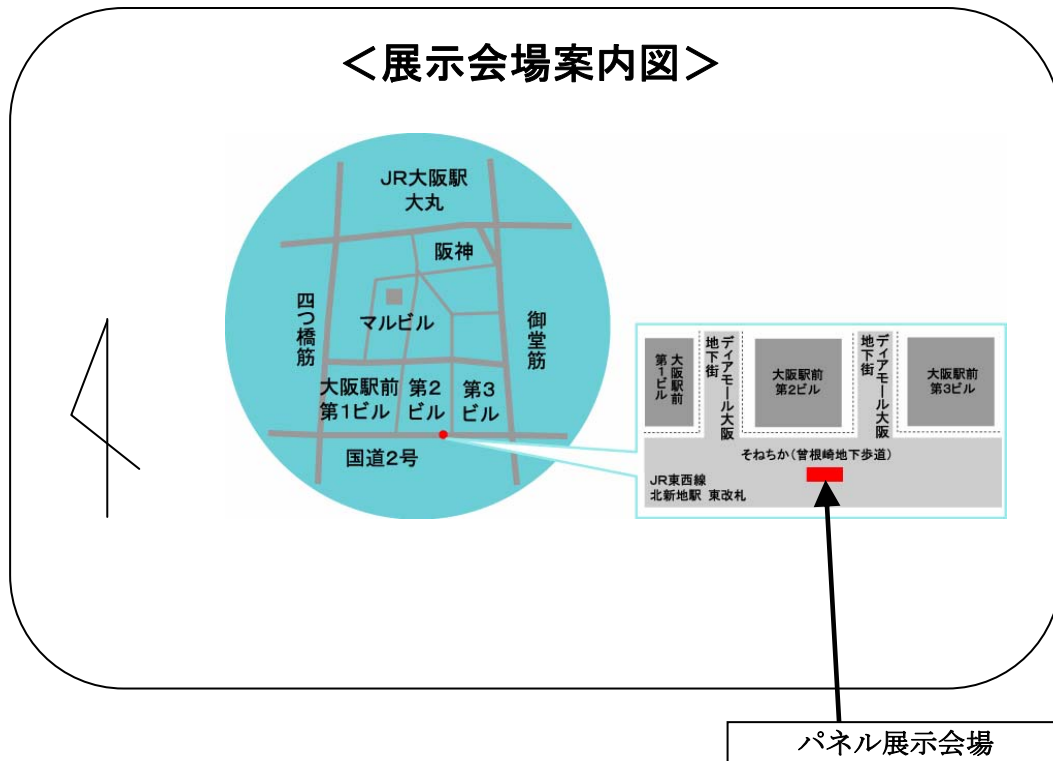 ＜展示会場案内図＞
JR大阪駅
大丸
阪神
四つ橋筋
マルビル
御堂筋
大阪駅前
第1ビル
第2
ビル
第3
ビル
国道2号
大阪駅前
第1ビル
ディアモール大阪
地下街
大阪駅前
第2ビル
ディアモール大阪
地下街
大阪駅前
第3ビル
そねちか（曽根崎地下歩道）
JR東西線
北新地駅 東改札
パネル展示会場